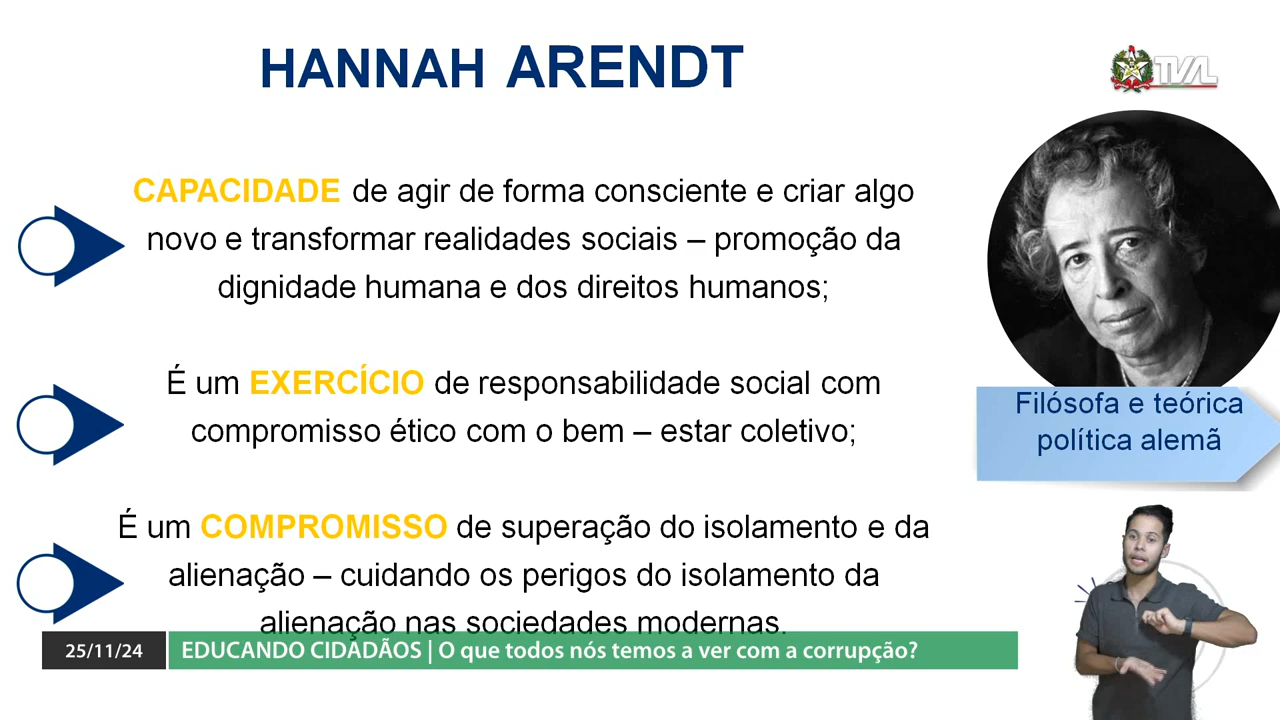 HANNAH ARENDT
TVAL
CAPACIDADE de agir de forma consciente e criar algo
novo e transformar realidades sociais – promoção da
dignidade humana e dos direitos humanos;
É um EXERCÍCIO de responsabilidade social com
compromisso ético com o bem – estar coletivo;
Filósofa e teórica
política alemã
É um COMPROMISSO de superação do isolamento e da
alienação – cuidando os perigos do isolamento da
alienação nas sociedades modernas.
25/11/24
EDUCANDO CIDADÃOS | O que todos nós temos a ver com a corrupção?